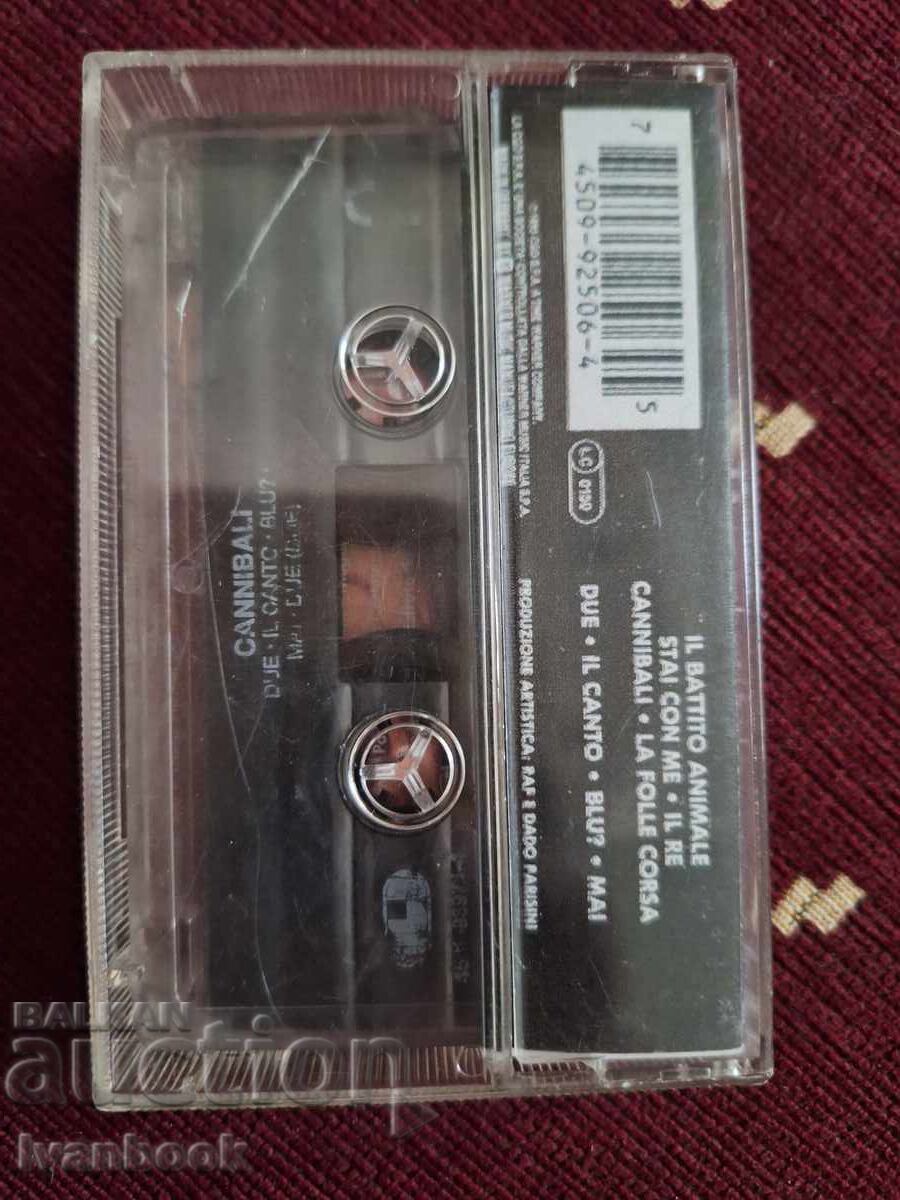 7
4509-92506-4
5
LC 0190
IL BATTITO ANIMALE
STAI CON ME • IL RE
CANNIBALI • LA FOLLE CORSA
DUE • IL CANTO • BLU? • MAI
PRODUZIONE ARTISTICA: RAF E DADO PARISINI
CANNIBALI
DUE • IL CANTO • BLU?
BALKAN
auction
Ivanbook